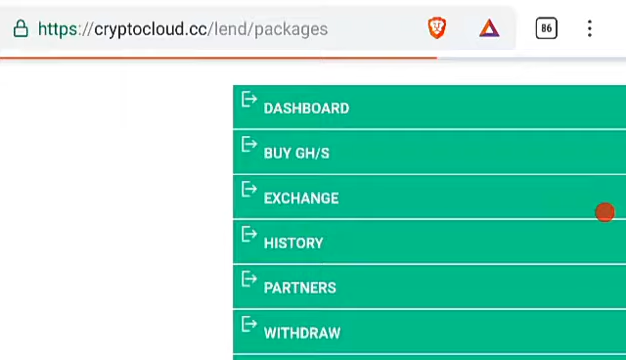 https://cryptocloud.cc/lend/packages 86
DASHBOARD
BUY GH/S
EXCHANGE
HISTORY
PARTNERS
WITHDRAW